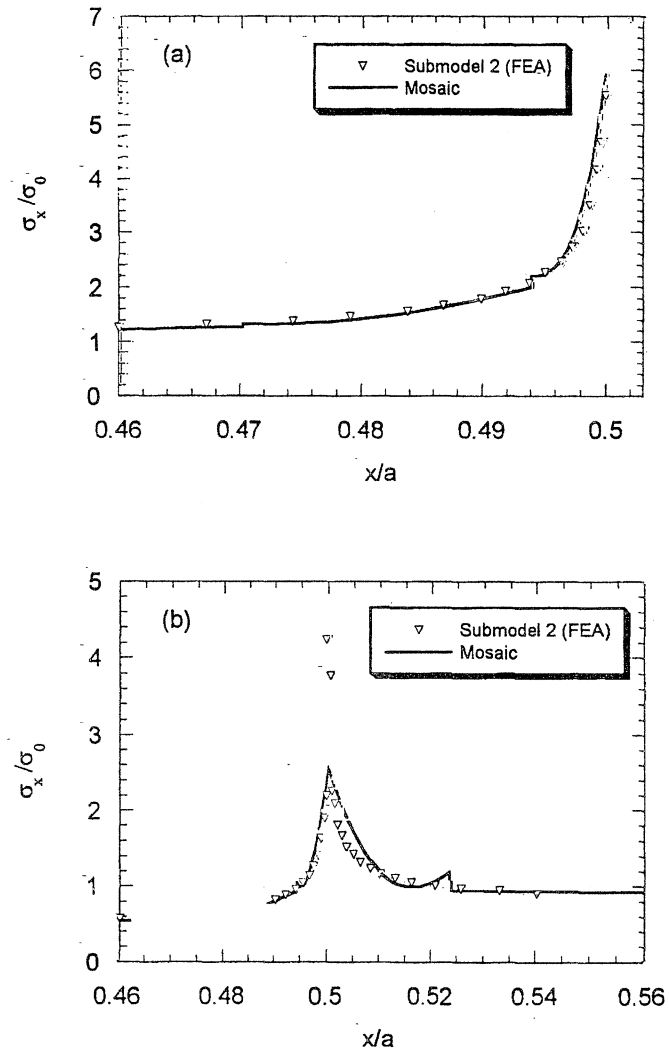 7
(a)
6
▽ Submodel 2 (FEA)
— Mosaic
5
4
σx/σ0
3
2
1
0
0.46 0.47 0.48 0.49 0.5
x/a
5
(b)
▽ Submodel 2 (FEA)
— Mosaic
4
3
σx/σ0
2
1
0
0.46 0.48 0.5 0.52 0.54 0.56
x/a